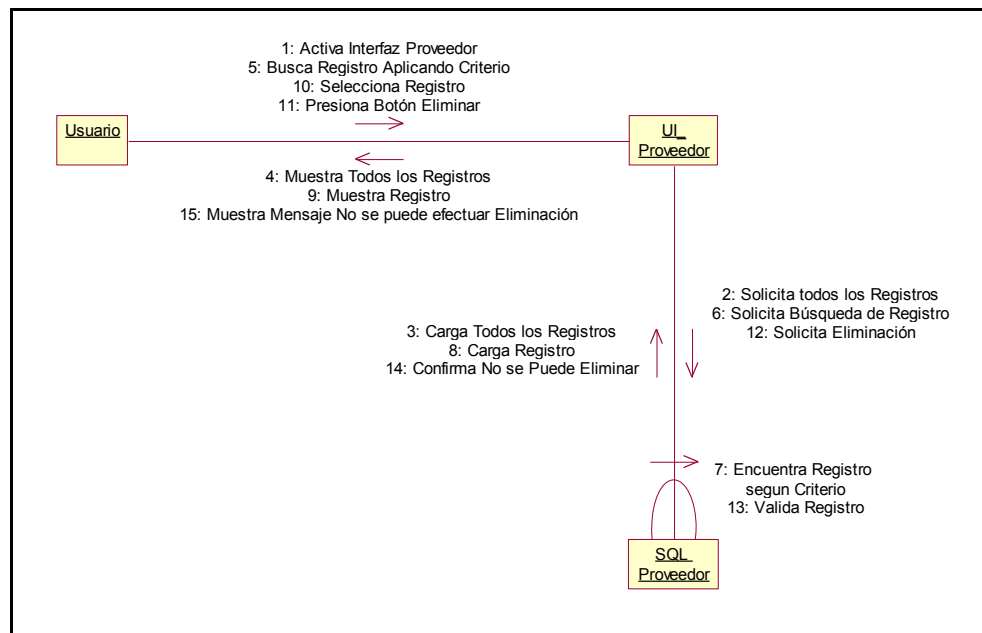 1: Activa Interfaz Proveedor
5: Busca Registro Aplicando Criterio
10: Selecciona Registro
11: Presiona Botón Eliminar
Usuario
UI_
Proveedor
4: Muestra Todos los Registros
9: Muestra Registro
15: Muestra Mensaje No se puede efectuar Eliminación
2: Solicita todos los Registros
6: Solicita Búsqueda de Registro
12: Solicita Eliminación
3: Carga Todos los Registros
8: Carga Registro
14: Confirma No se Puede Eliminar
7: Encuentra Registro
segun Criterio
13: Valida Registro
SQL_
Proveedor